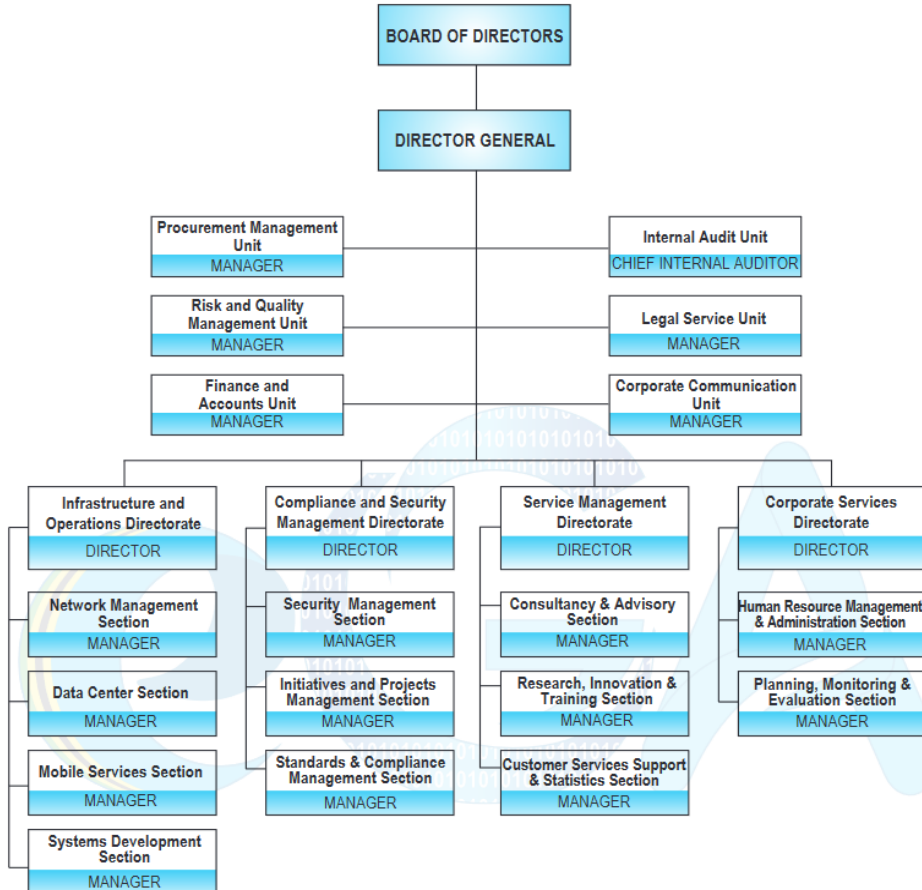 BOARD OF DIRECTORS
DIRECTOR GENERAL
Procurement Management
Unit
MANAGER
Internal Audit Unit
CHIEF INTERNAL AUDITOR
Risk and Quality
Management Unit
MANAGER
Legal Service Unit
MANAGER
Finance and
Accounts Unit
MANAGER
Corporate Communication
Unit
MANAGER
Infrastructure and
Operations Directorate
DIRECTOR
Network Management
Section
MANAGER
Data Center Section
MANAGER
Mobile Services Section
MANAGER
Systems Development
Section
MANAGER
Compliance and Security
Management Directorate
DIRECTOR
Security Management
Section
MANAGER
Initiatives and Projects
Management Section
MANAGER
Standards & Compliance
Management Section
MANAGER
Service Management
Directorate
DIRECTOR
Consultancy & Advisory
Section
MANAGER
Research, Innovation &
Training Section
MANAGER
Customer Services Support
& Statistics Section
MANAGER
Corporate Services
Directorate
DIRECTOR
Human Resource Management
& Administration Section
MANAGER
Planning, Monitoring &
Evaluation Section
MANAGER